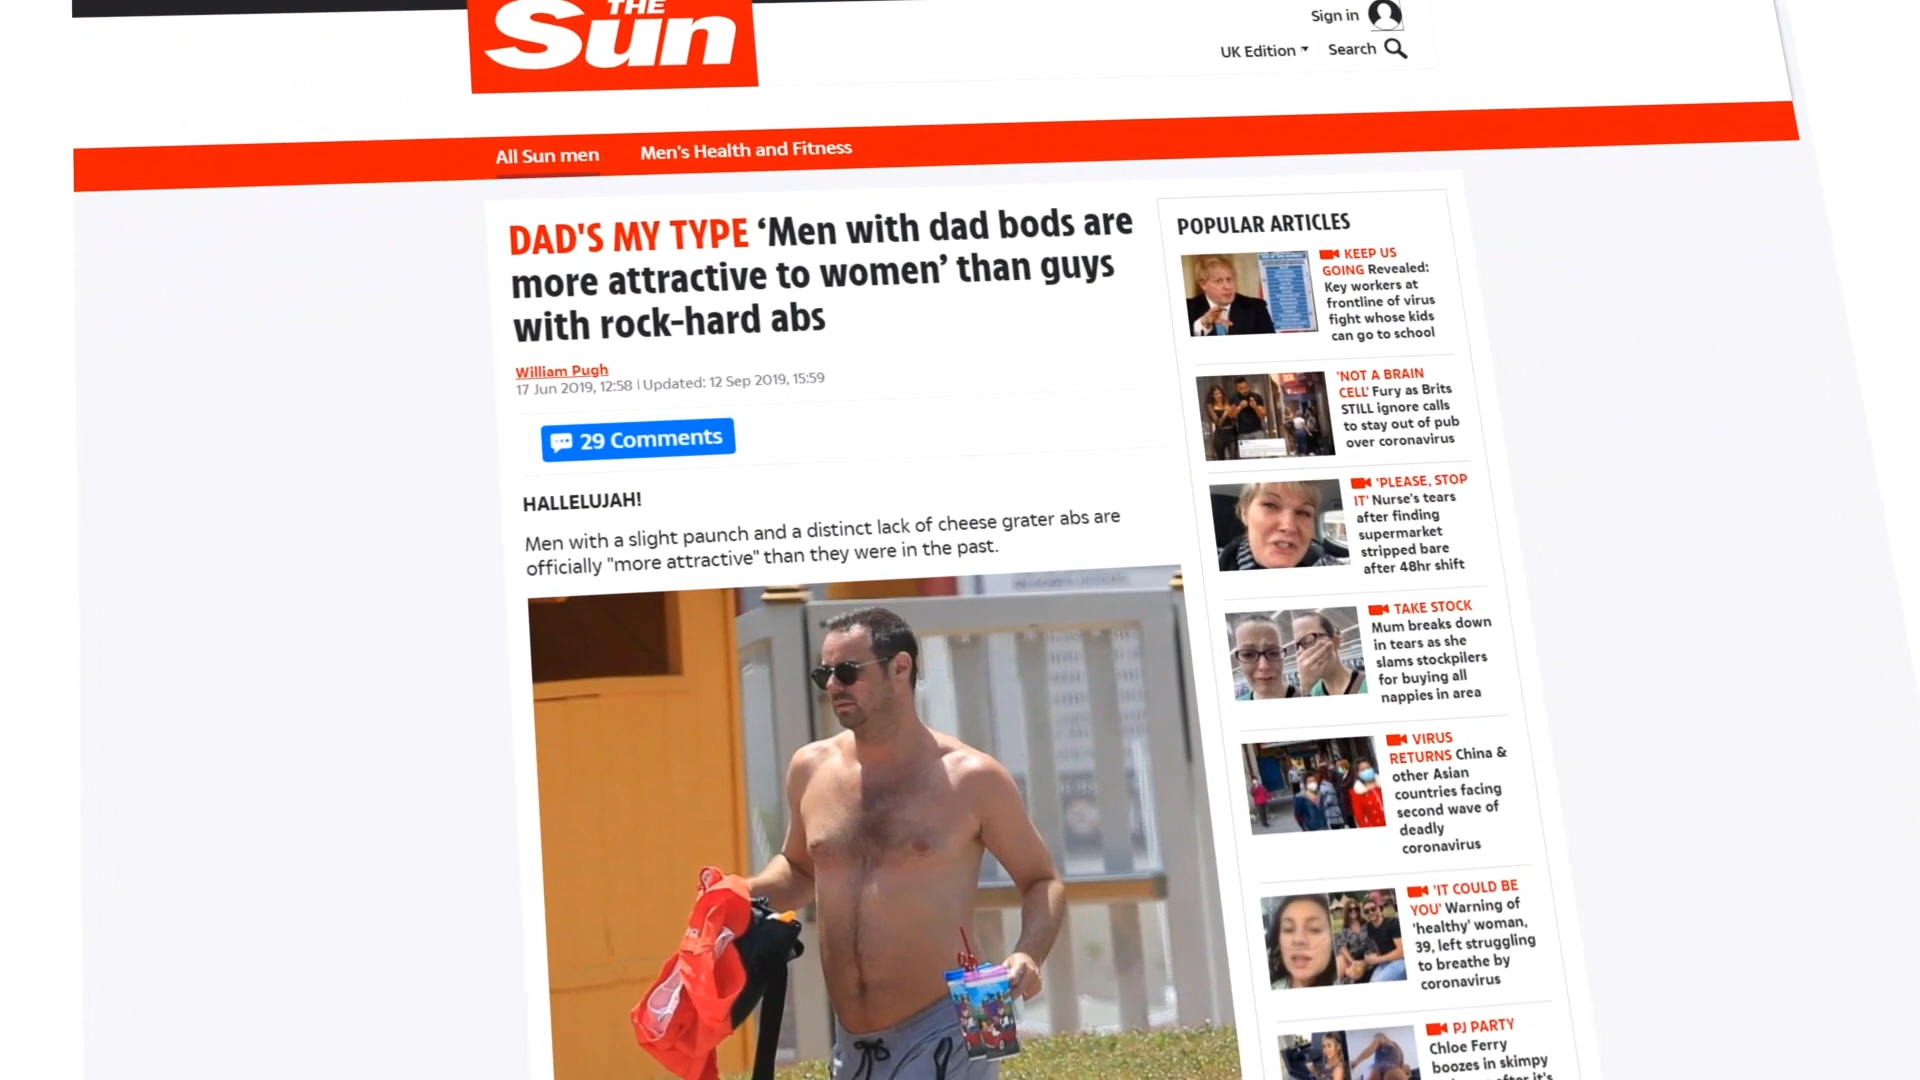 THE
Sun
Sign in
UK Edition
Search
All Sun men
Men's Health and Fitness
DAD'S MY TYPE ‘Men with dad bods are
more attractive to women’ than guys
with rock-hard abs
William Pugh
17 Jun 2019, 12:58 | Updated: 12 Sep 2019, 15:59
29 Comments
HALLELUJAH!
Men with a slight paunch and a distinct lack of cheese grater abs are
officially "more attractive" than they were in the past.
POPULAR ARTICLES
KEEP US
GOING Revealed:
Key workers at
frontline of virus
fight whose kids
can go to school
'NOT A BRAIN
CELL' Fury as Brits
STILL ignore calls
to stay out of pub
over coronavirus
'PLEASE, STOP
IT' Nurse's tears
after finding
supermarket
stripped bare
after 48hr shift
TAKE STOCK
Mum breaks down
in tears as she
slams stockpilers
for buying all
nappies in area
VIRUS
RETURNS China &
other Asian
countries facing
second wave of
deadly
coronavirus
'IT COULD BE
YOU' Warning of
'healthy' woman,
39, left struggling
to breathe by
coronavirus
PJ PARTY
Chloe Ferry
boozes in skimpy
after it's